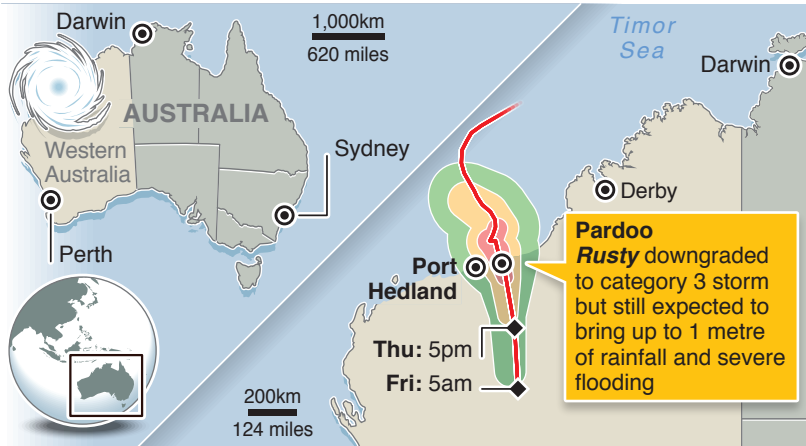 Darwin
1,000km
620 miles
AUSTRALIA
Western
Australia
Sydney
Perth
Timor
Sea
Darwin
Derby
Port
Hedland
Pardoo
Rusty downgraded
to category 3 storm
but still expected to
bring up to 1 metre
of rainfall and severe
flooding
Thu: 5pm
Fri: 5am
200km
124 miles